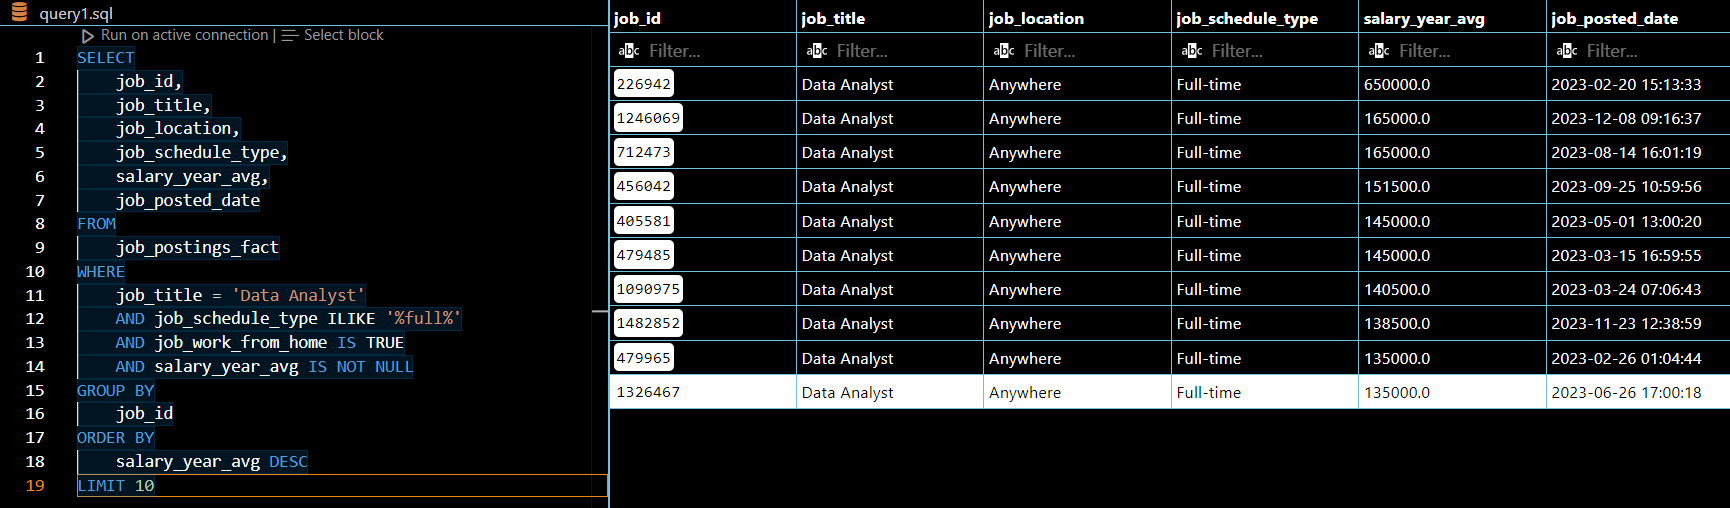 query1.sql
Run on active connection | Select block
1 SELECT
2 job_id,
3 job_title,
4 job_location,
5 job_schedule_type,
6 salary_year_avg,
7 job_posted_date
8 FROM
9 job_postings_fact
10 WHERE
11 job_title = 'Data Analyst'
12 AND job_schedule_type ILIKE '%full%'
13 AND job_work_from_home IS TRUE
14 AND salary_year_avg IS NOT NULL
15 GROUP BY
16 job_id
17 ORDER BY
18 salary_year_avg DESC
19 LIMIT 10
job_id job_title job_location job_schedule_type salary_year_avg job_posted_date
abc Filter... abc Filter... abc Filter... abc Filter... abc Filter... abc Filter...
226942 Data Analyst Anywhere Full-time 650000.0 2023-02-20 15:13:33
1246069 Data Analyst Anywhere Full-time 165000.0 2023-12-08 09:16:37
712473 Data Analyst Anywhere Full-time 165000.0 2023-08-14 16:01:19
456042 Data Analyst Anywhere Full-time 151500.0 2023-09-25 10:59:56
405581 Data Analyst Anywhere Full-time 145000.0 2023-05-01 13:00:20
479485 Data Analyst Anywhere Full-time 145000.0 2023-03-15 16:59:55
1090975 Data Analyst Anywhere Full-time 140500.0 2023-03-24 07:06:43
1482852 Data Analyst Anywhere Full-time 138500.0 2023-11-23 12:38:59
479965 Data Analyst Anywhere Full-time 135000.0 2023-02-26 01:04:44
1326467 Data Analyst Anywhere Full-time 135000.0 2023-06-26 17:00:18